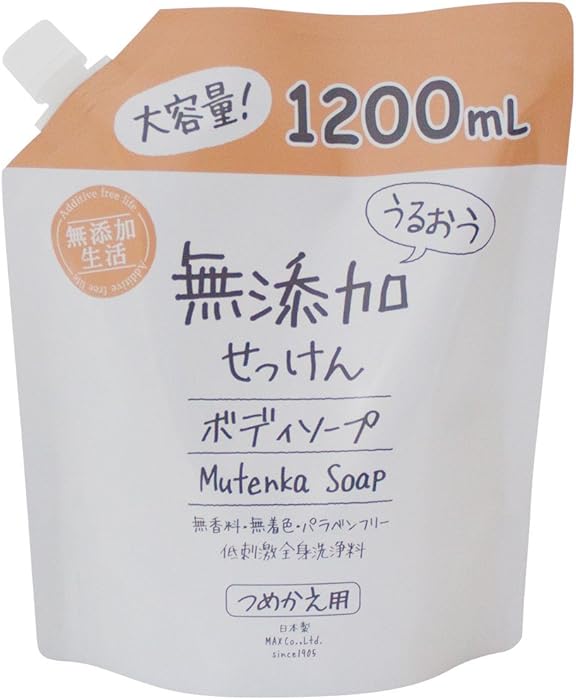 大容量!
1200mL
Additive free life
無添加
生活
Additive free life
うるおう
無添加
せっけん
ボディソープ
Mutenka Soap
無香料・無着色・パラベンフリー
低刺激全身洗浄料
つめかえ用
日本製
MAX Co.,Ltd.
since1905